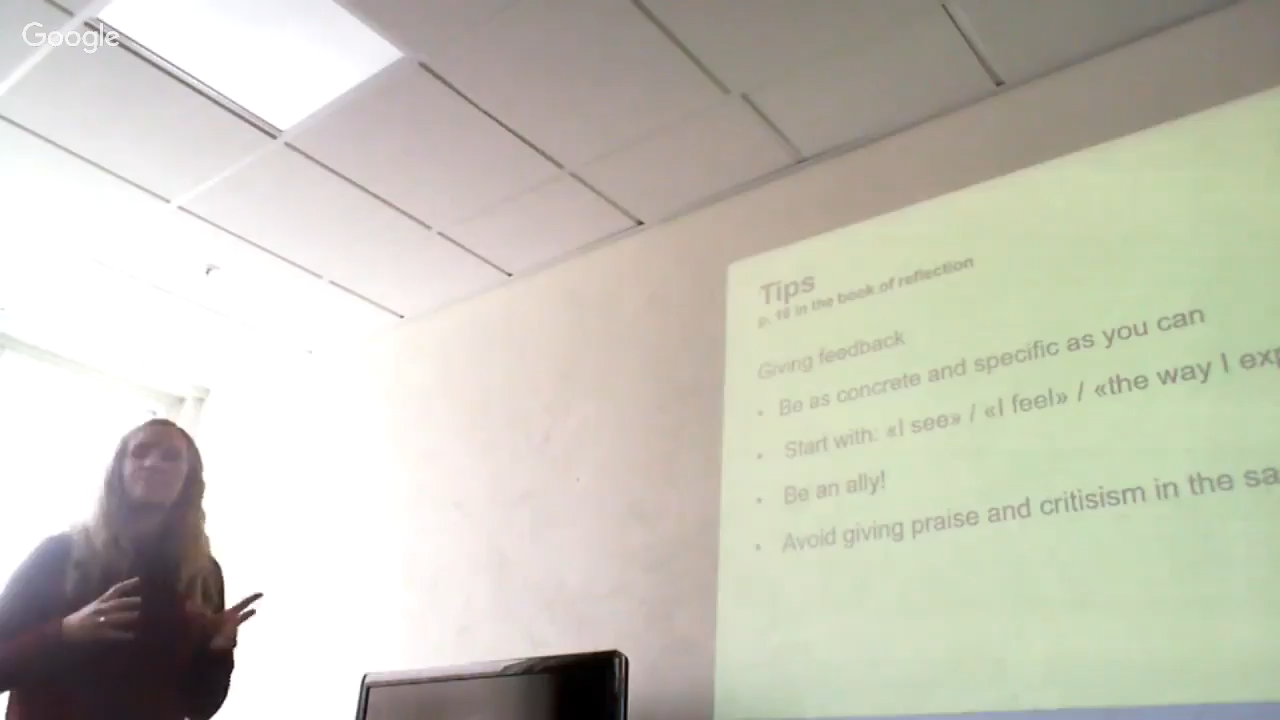 Google
Tips
p. 16 in the book of reflection
Giving feedback
• Be as concrete and specific as you can
• Start with: «I see» / «I feel» / «the way I exp
• Be an ally!
• Avoid giving praise and critisism in the sa